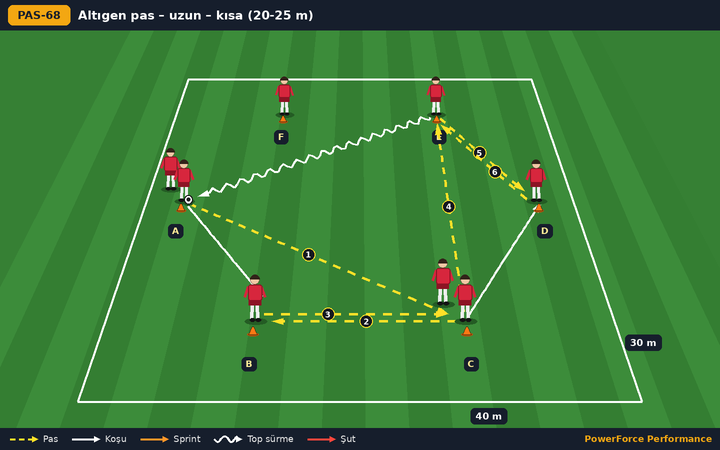 PAS-68 Altıgen pas – uzun – kısa (20-25 m)
F
E
5
6
A
D
4
1
3
2
30 m
B
C
40 m
Pas Koşu Sprint Top sürme Şut PowerForce Performance